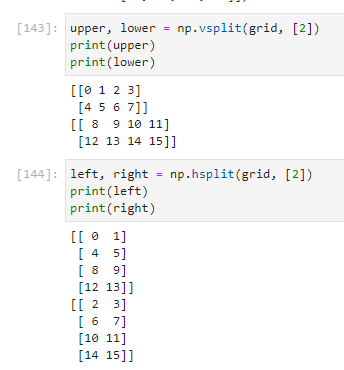 [143]: upper, lower = np.vsplit(grid, [2])
print(upper)
print(lower)
[[0 1 2 3]
 [4 5 6 7]]
[[ 8  9 10 11]
 [12 13 14 15]]
[144]: left, right = np.hsplit(grid, [2])
print(left)
print(right)
[[ 0  1]
 [ 4  5]
 [ 8  9]
 [12 13]]
[[ 2  3]
 [ 6  7]
 [10 11]
 [14 15]]